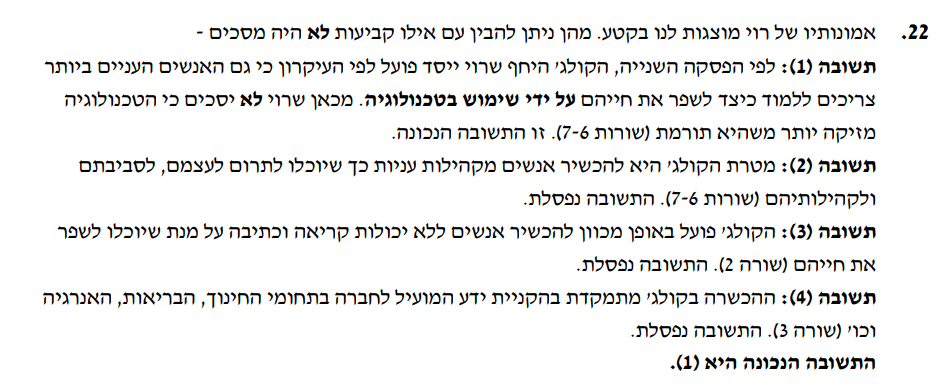 22. אמונותיו של רוי מוצגות לנו בקטע. מהן ניתן להבין עם אילו קביעות לא היה מסכים -
תשובה (1): לפי הפסקה השנייה, הקולג' היחף שרוי ייסד פועל לפי העיקרון כי גם האנשים העניים ביותר
צריכים ללמוד כיצד לשפר את חייהם על ידי שימוש בטכנולוגיה. מכאן שרוי לא יסכים כי הטכנולוגיה
מזיקה יותר משהיא תורמת (שורות 7-6). זו התשובה הנכונה.
תשובה (2): מטרת הקולג' היא להכשיר אנשים מקהילות עניות כך שיוכלו לתרום לעצמם, לסביבתם
ולקהילותיהם (שורות 7-6). התשובה נפסלת.
תשובה (3): הקולג' פועל באופן מכוון להכשיר אנשים ללא יכולות קריאה וכתיבה על מנת שיוכלו לשפר
את חייהם (שורה 2). התשובה נפסלת.
תשובה (4): ההכשרה בקולג' מתמקדת בהקניית ידע המועיל לחברה בתחומי החינוך, הבריאות, האנרגיה
וכו' (שורה 3). התשובה נפסלת.
התשובה הנכונה היא (1).